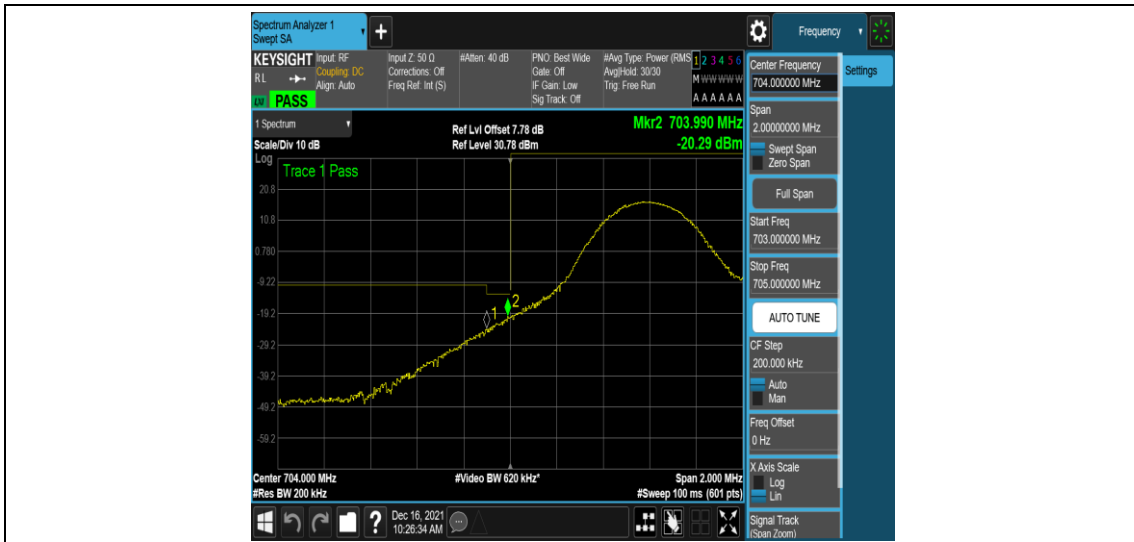 Spectrum Analyzer 1
Swept SA
+
Frequency
KEYSIGHT
RL
PASS
Input: RF
Coupling: DC
Align: Auto
Input Z: 50 Ω
Corrections: Off
Freq Ref: Int (S)
#Atten: 40 dB
PNO: Best Wide
Gate: Off
IF Gain: Low
Sig Track: Off
#Avg Type: Power (RMS
Avg|Hold: 30/30
Trig: Free Run
1 2 3 4 5 6
M W W W W W
A A A A A A
1 Spectrum
Scale/Div 10 dB
Ref Lvl Offset 7.78 dB
Ref Level 30.78 dBm
Mkr2 703.990 MHz
-20.29 dBm
Log
Trace 1 Pass
20.8
10.8
0.780
-9.22
-19.2
-29.2
-39.2
-49.2
-59.2
1
2
Center 704.000 MHz
#Res BW 200 kHz
#Video BW 620 kHz*
Span 2.000 MHz
#Sweep 100 ms (601 pts)
Dec 16, 2021
10:26:34 AM
?
Center Frequency
704.000000 MHz
Settings
Span
2.00000000 MHz
Swept Span
Zero Span
Full Span
Start Freq
703.000000 MHz
Stop Freq
705.000000 MHz
AUTO TUNE
CF Step
200.000 kHz
Auto
Man
Freq Offset
0 Hz
X Axis Scale
Log
Lin
Signal Track
(Span Zoom)